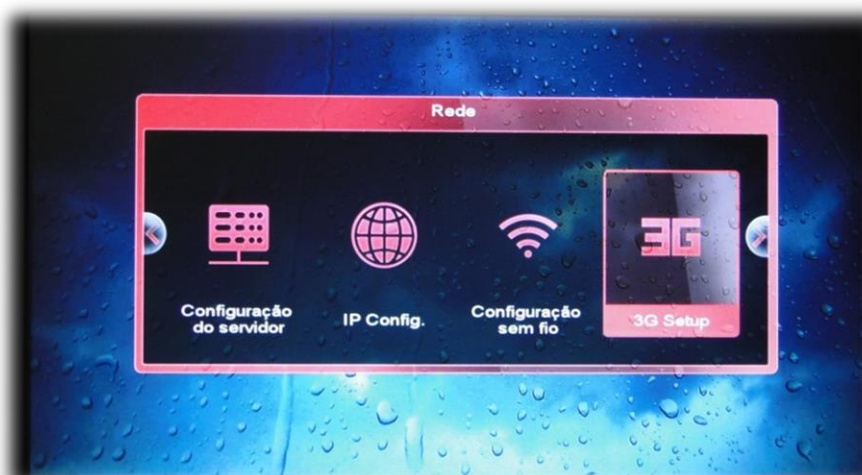 Rede
3G
Configuração
do servidor
IP Config.
Configuração
sem fio
3G Setup